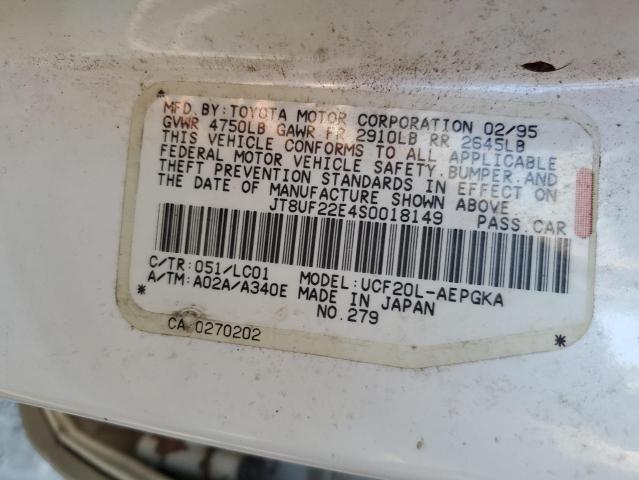 MFD. BY: TOYOTA MOTOR CORPORATION 02/95
GVWR 4750LB GAWR FR 2910LB RR 2645LB
THIS VEHICLE CONFORMS TO ALL APPLICABLE
FEDERAL MOTOR VEHICLE SAFETY, BUMPER, AND
THEFT PREVENTION STANDARDS IN EFFECT ON
THE DATE OF MANUFACTURE SHOWN ABOVE
JT8UF22E4S0018149 PASS. CAR
C/TR: 051/LC01 MODEL: UCF20L-AEPGKA
A/TM: A02A/A340E MADE IN JAPAN
NO. 279
CA 0270202